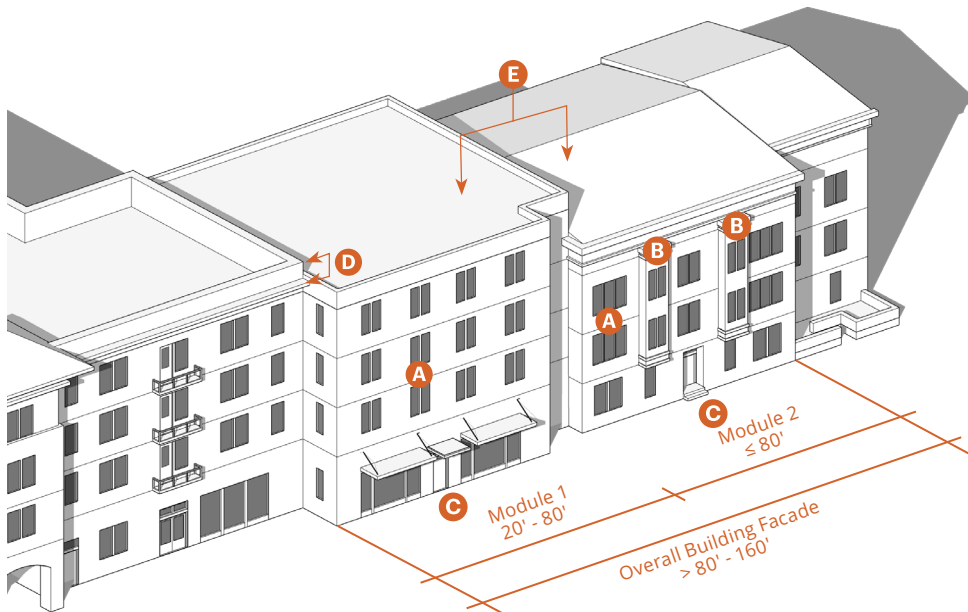 E
B
B
D
A
A
C
C
Module 2
≤ 80'
Module 1
20' - 80'
Overall Building Facade
> 80' - 160'